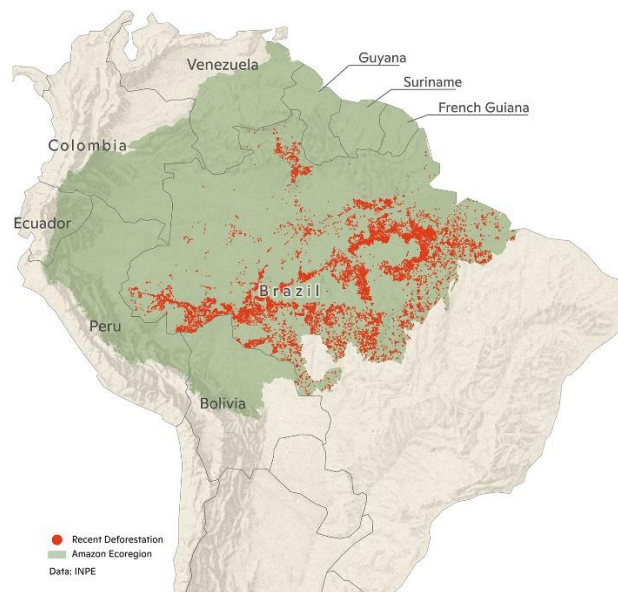 Venezuela
Guyana
Suriname
French Guiana
Colombia
Ecuador
Brazil
Peru
Bolivia
Recent Deforestation
Amazon Ecoregion
Data: INPE